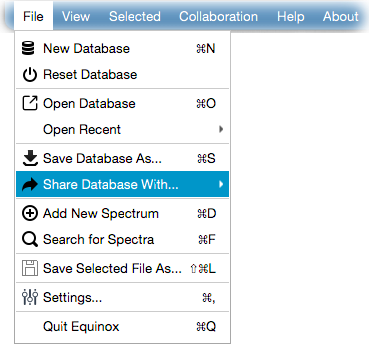 File View Selected Collaboration Help About
New Database ⌘N
Reset Database
Open Database ⌘O
Open Recent
Save Database As... ⌘S
Share Database With...
Add New Spectrum ⌘D
Search for Spectra ⌘F
Save Selected File As... ⇧⌘L
Settings... ⌘,
Quit Equinox ⌘Q